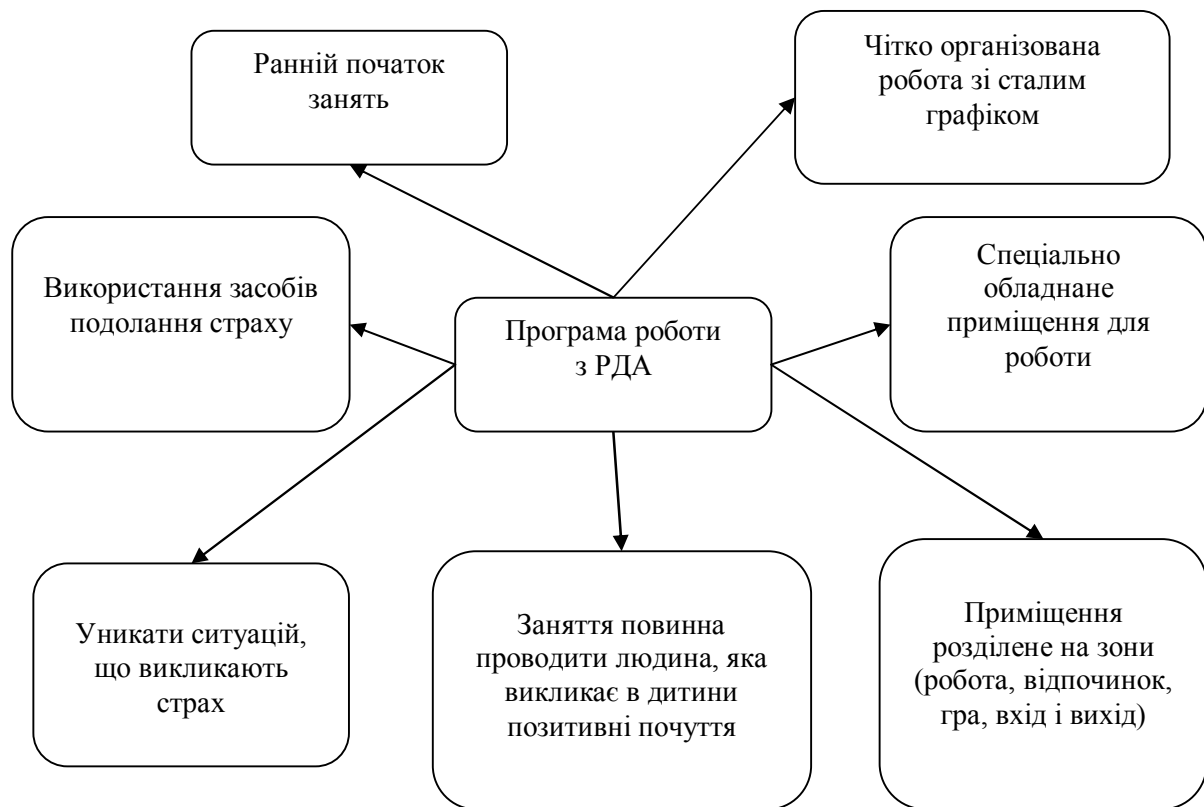 Ранній початок
занять
Чітко організована
робота зі сталим
графіком
Використання засобів
подолання страху
Програма роботи
з РДА
Спеціально
обладнане
приміщення для
роботи
Уникати ситуацій,
що викликають
страх
Заняття повинна
проводити людина, яка
викликає в дитини
позитивні почуття
Приміщення
розділене на зони
(робота, відпочинок,
гра, вхід і вихід)